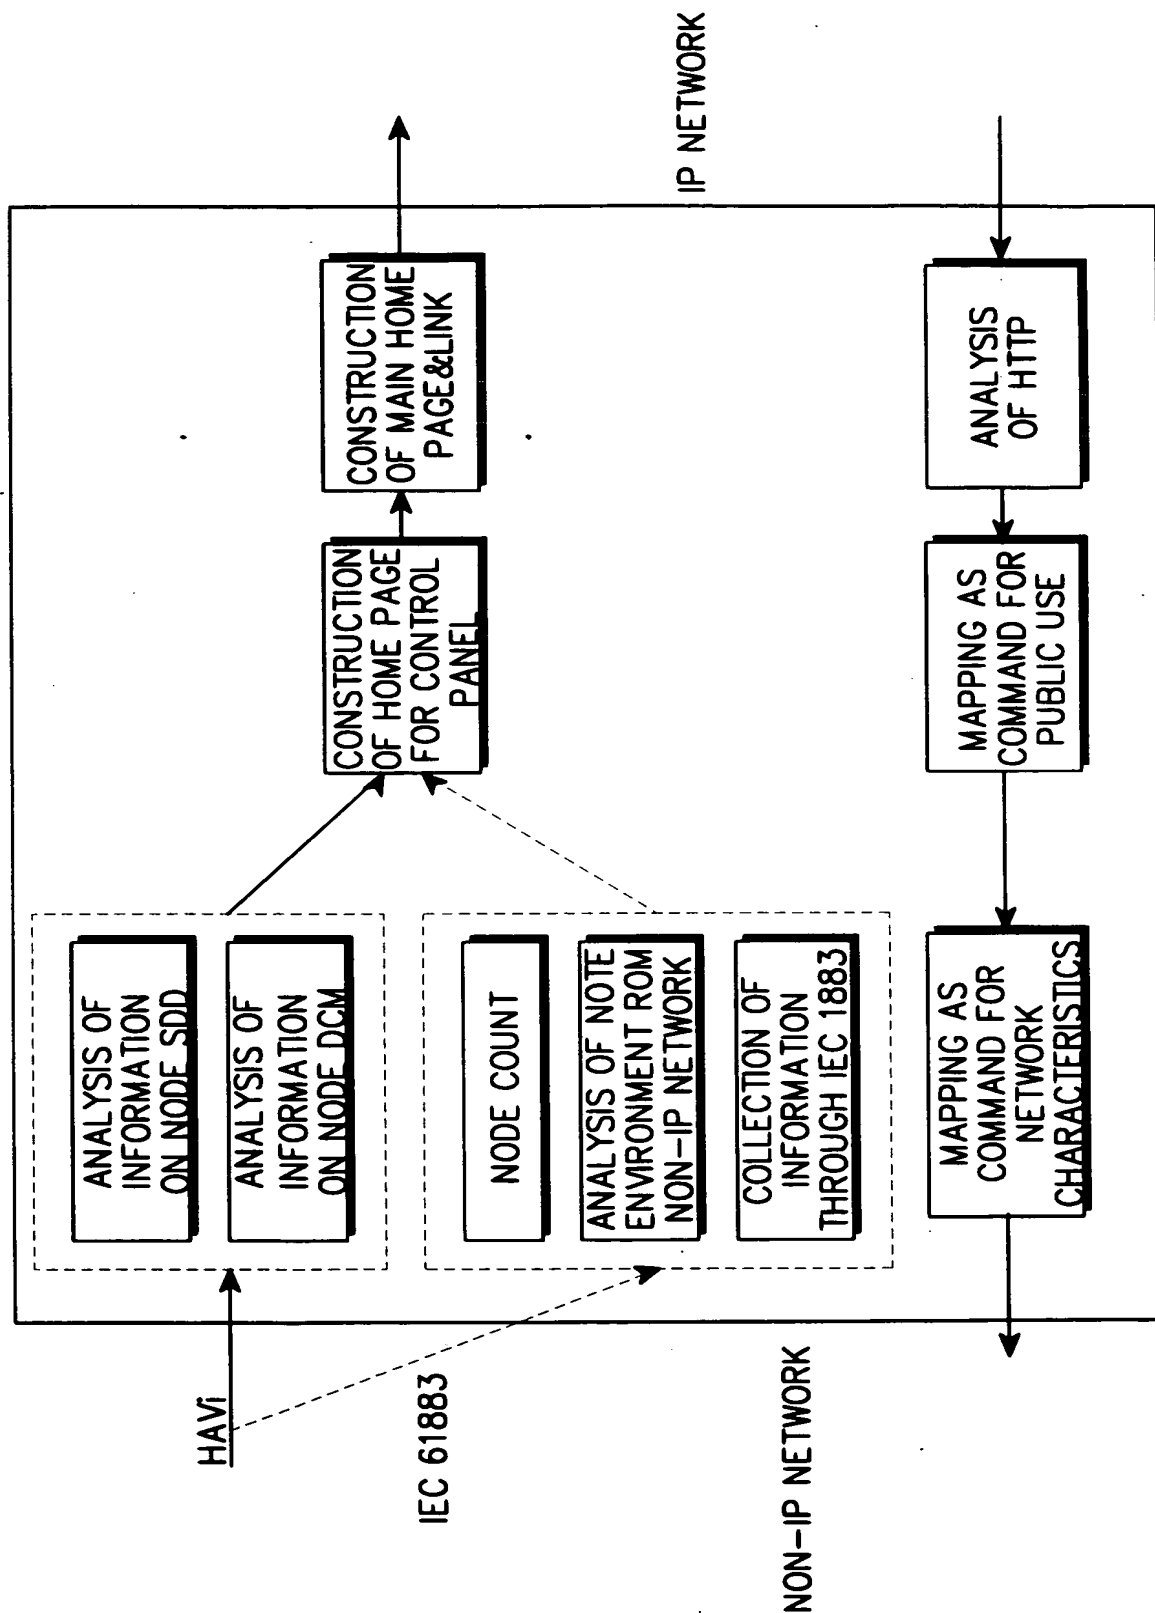 HAVi
IEC 61883
NON-IP NETWORK
ANALYSIS OF
INFORMATION
ON NODE SDD
ANALYSIS OF
INFORMATION
ON NODE DCM
NODE COUNT
ANALYSIS OF NOTE
ENVIRONMENT ROM
NON-IP NETWORK
COLLECTION OF
INFORMATION
THROUGH IEC 1883
MAPPING AS
COMMAND FOR
NETWORK
CHARACTERISTICS
CONSTRUCTION
OF HOME PAGE
FOR CONTROL
PANEL
MAPPING AS
COMMAND FOR
PUBLIC USE
CONSTRUCTION
OF MAIN HOME
PAGE&LINK
ANALYSIS
OF HTTP
IP NETWORK